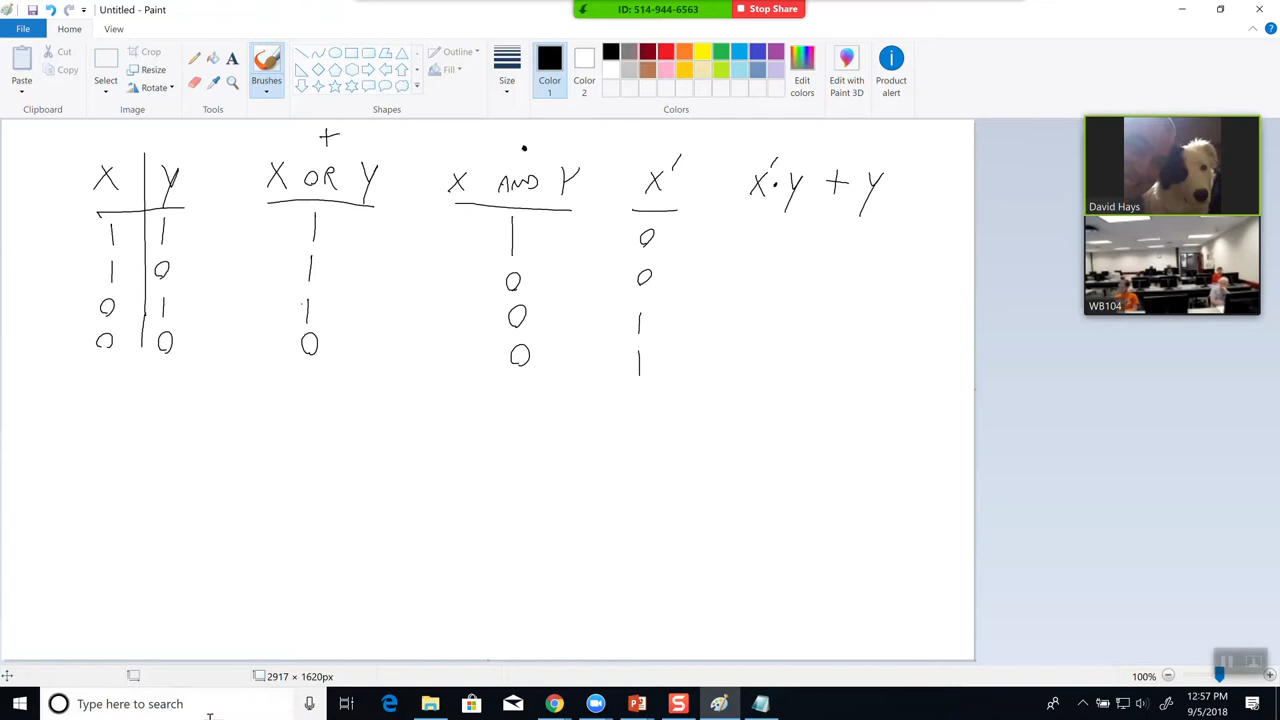 Untitled - Paint
ID: 514-944-6563
Stop Share
File
Home
View
Paste
Cut
Copy
Clipboard
Select
Crop
Resize
Rotate
Image
Tools
Brushes
Shapes
Outline
Fill
Size
Color 1
Color 2
Edit colors
Colors
Edit with Paint 3D
Product alert
+ ·
X Y X OR Y X AND Y X' X'·Y + Y
1 1 1 1 0
1 0 1 0 0
0 1 1 0 1
0 0 0 0 1
David Hays
WB104
2917 × 1620px
100%
Type here to search
12:57 PM
9/5/2018